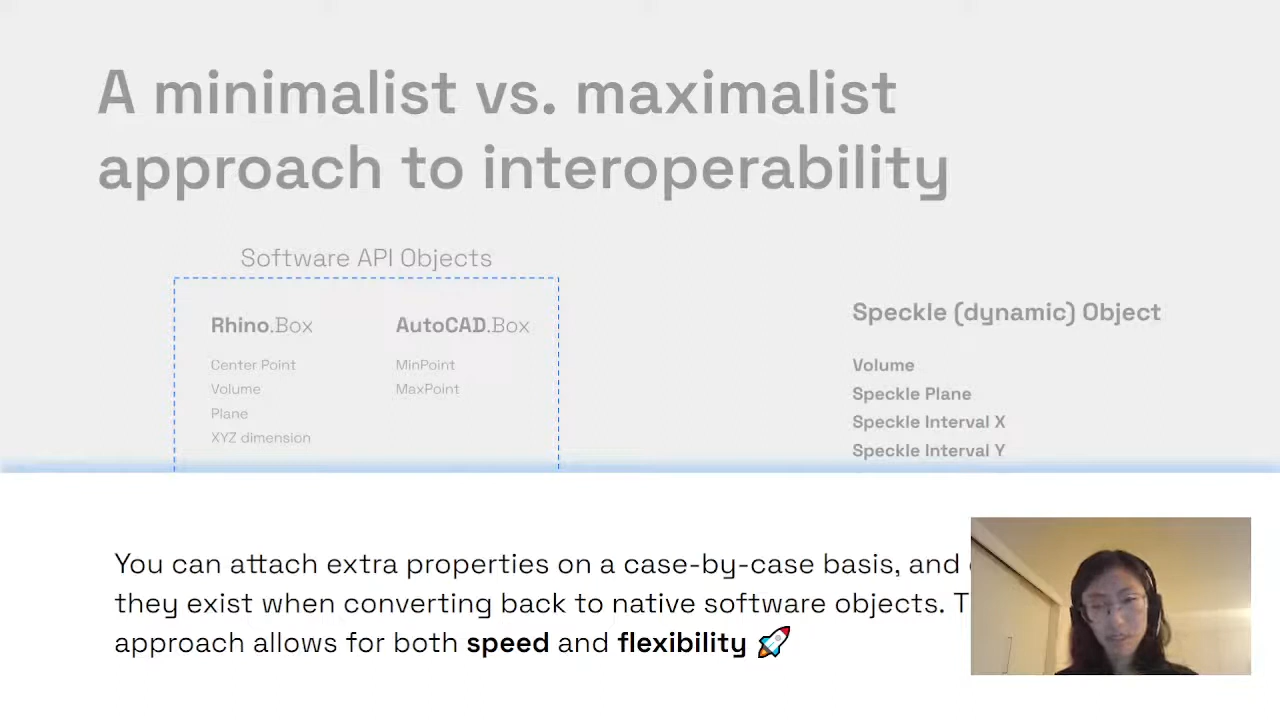 A minimalist vs. maximalist
approach to interoperability
Software API Objects
Rhino.Box
Center Point
Volume
Plane
XYZ dimension
AutoCAD.Box
MinPoint
MaxPoint
Speckle (dynamic) Object
Volume
Speckle Plane
Speckle Interval X
Speckle Interval Y
You can attach extra properties on a case-by-case basis, and
they exist when converting back to native software objects.
approach allows for both speed and flexibility 🚀